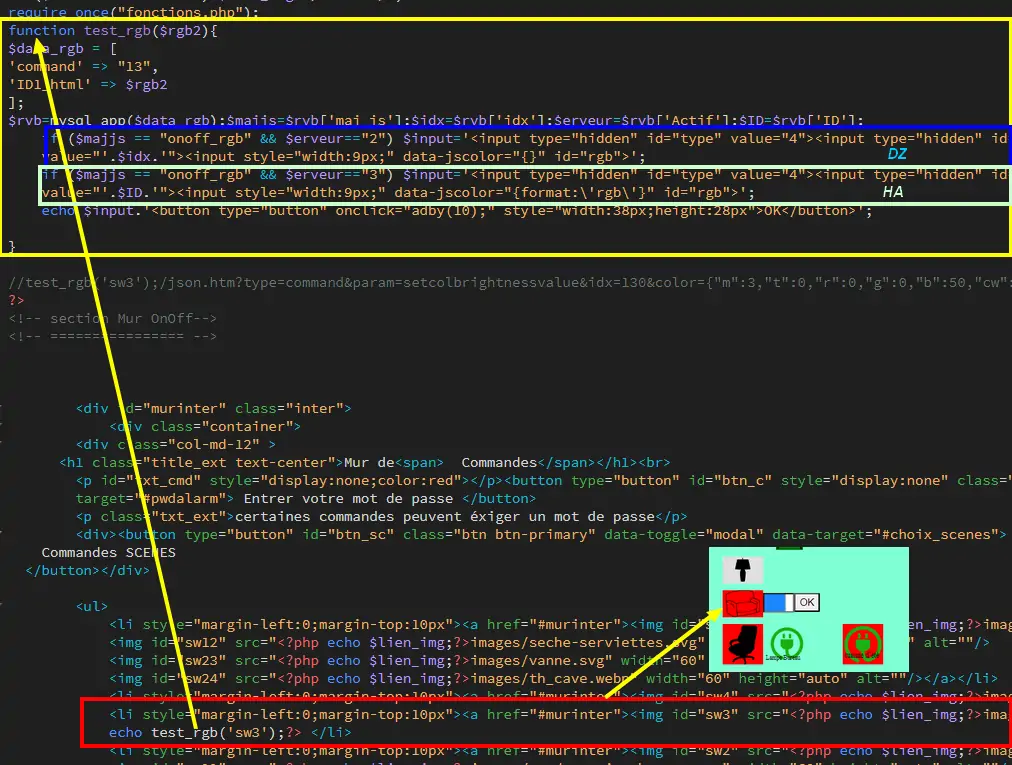 require_once("fonctions.php");
function test_rgb($rgb2){
$data_rgb = [
'command' => "13",
'ID1_html' => $rgb2
];
$rvb=mysql_app($data_rgb);$majjs=$rvb['maj_js'];$idx=$rvb['idx'];$erveur=$rvb['Actif'];$ID=$rvb['ID'];
if ($majjs == "onoff_rgb" && $erveur=="2") $input='<input type="hidden" id="type" value="4"><input type="hidden" id
value="'.$idx.'"><input style="width:9px;" data-jscolor="{}" id="rgb">';
DZ
if ($majjs == "onoff_rgb" && $erveur=="3") $input='<input type="hidden" id="type" value="4"><input type="hidden" id
value="'.$ID.'"><input style="width:9px;" data-jscolor="{format:\'rgb\'}" id="rgb">';
HA
echo $input.'<button type="button" onclick="adby(10);" style="width:38px;height:28px">OK</button>';
}
//test_rgb('sw3');/json.htm?type=command&param=setcolbrightnessvalue&idx=130&color={"m":3,"t":0,"r":0,"g":0,"b":50,"cw":
?>
<!-- section Mur OnOff-->
<!-- ================ -->
<div id="murinter" class="inter">
<div class="container">
<div class="col-md-12" >
<h1 class="title_ext text-center">Mur de<span>  Commandes</span></h1><br>
<p id="txt_cmd" style="display:none;color:red"></p><button type="button" id="btn_c" style="display:none" class="
target="#pwdalarm"> Entrer votre mot de passe </button>
<p class="txt_ext">certaines commandes peuvent éxiger un mot de passe</p>
<div><button type="button" id="btn_sc" class="btn btn-primary" data-toggle="modal" data-target="#choix_scenes">
Commandes SCENES
</button></div>
<ul>
<li style="margin-left:0;margin-top:10px"><a href="#murinter"><img id="s
<img id="sw12" src="<?php echo $lien_img;?>images/seche-serviettes.svg"
" alt=""/>
<img id="sw23" src="<?php echo $lien_img;?>images/vanne.svg" width="60"
<img id="sw24" src="<?php echo $lien_img;?>images/th_cave.webp" width="60" height="auto" alt=""/></a></li>
<li style="margin-left:0;margin-top:10px"><a href="#murinter"><img id="sw4" src="<?php echo $lien_img;?>ima
<li style="margin-left:0;margin-top:10px"><a href="#murinter"><img id="sw3" src="<?php echo $lien_img;?>ima
echo test_rgb('sw3');?> </li>
<li style="margin-left:0;margin-top:10px"><a href="#murinter"><img id="sw2" src="<?php echo $lien_img;?>ima
OK